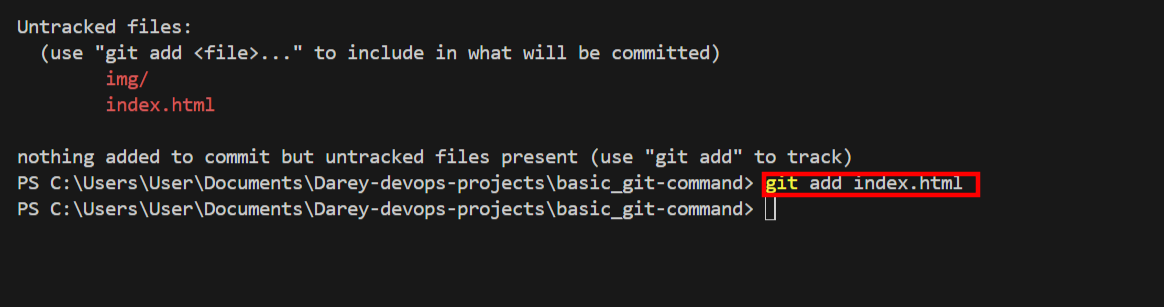 Untracked files:
  (use "git add <file>..." to include in what will be committed)
        img/
        index.html

nothing added to commit but untracked files present (use "git add" to track)
PS C:\Users\User\Documents\Darey-devops-projects\basic_git-command> git add index.html
PS C:\Users\User\Documents\Darey-devops-projects\basic_git-command>